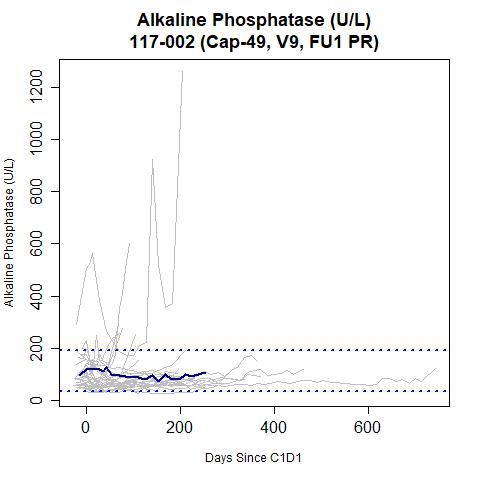 Alkaline Phosphatase (U/L)
117-002 (Cap-49, V9, FU1 PR)
Alkaline Phosphatase (U/L)
1200
1000
800
600
400
200
0
0 200 400 600
Days Since C1D1